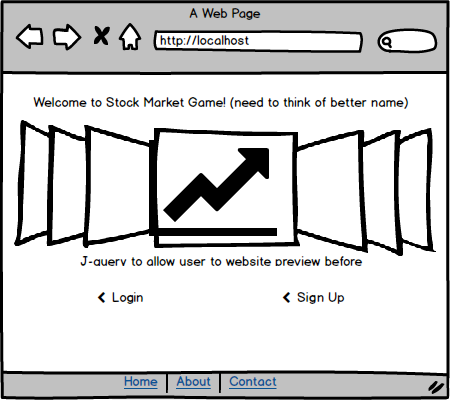 A Web Page
http://localhost
Welcome to Stock Market Game! (need to think of better name)
J-query to allow user to website preview before
Login
Sign Up
Home
About
Contact